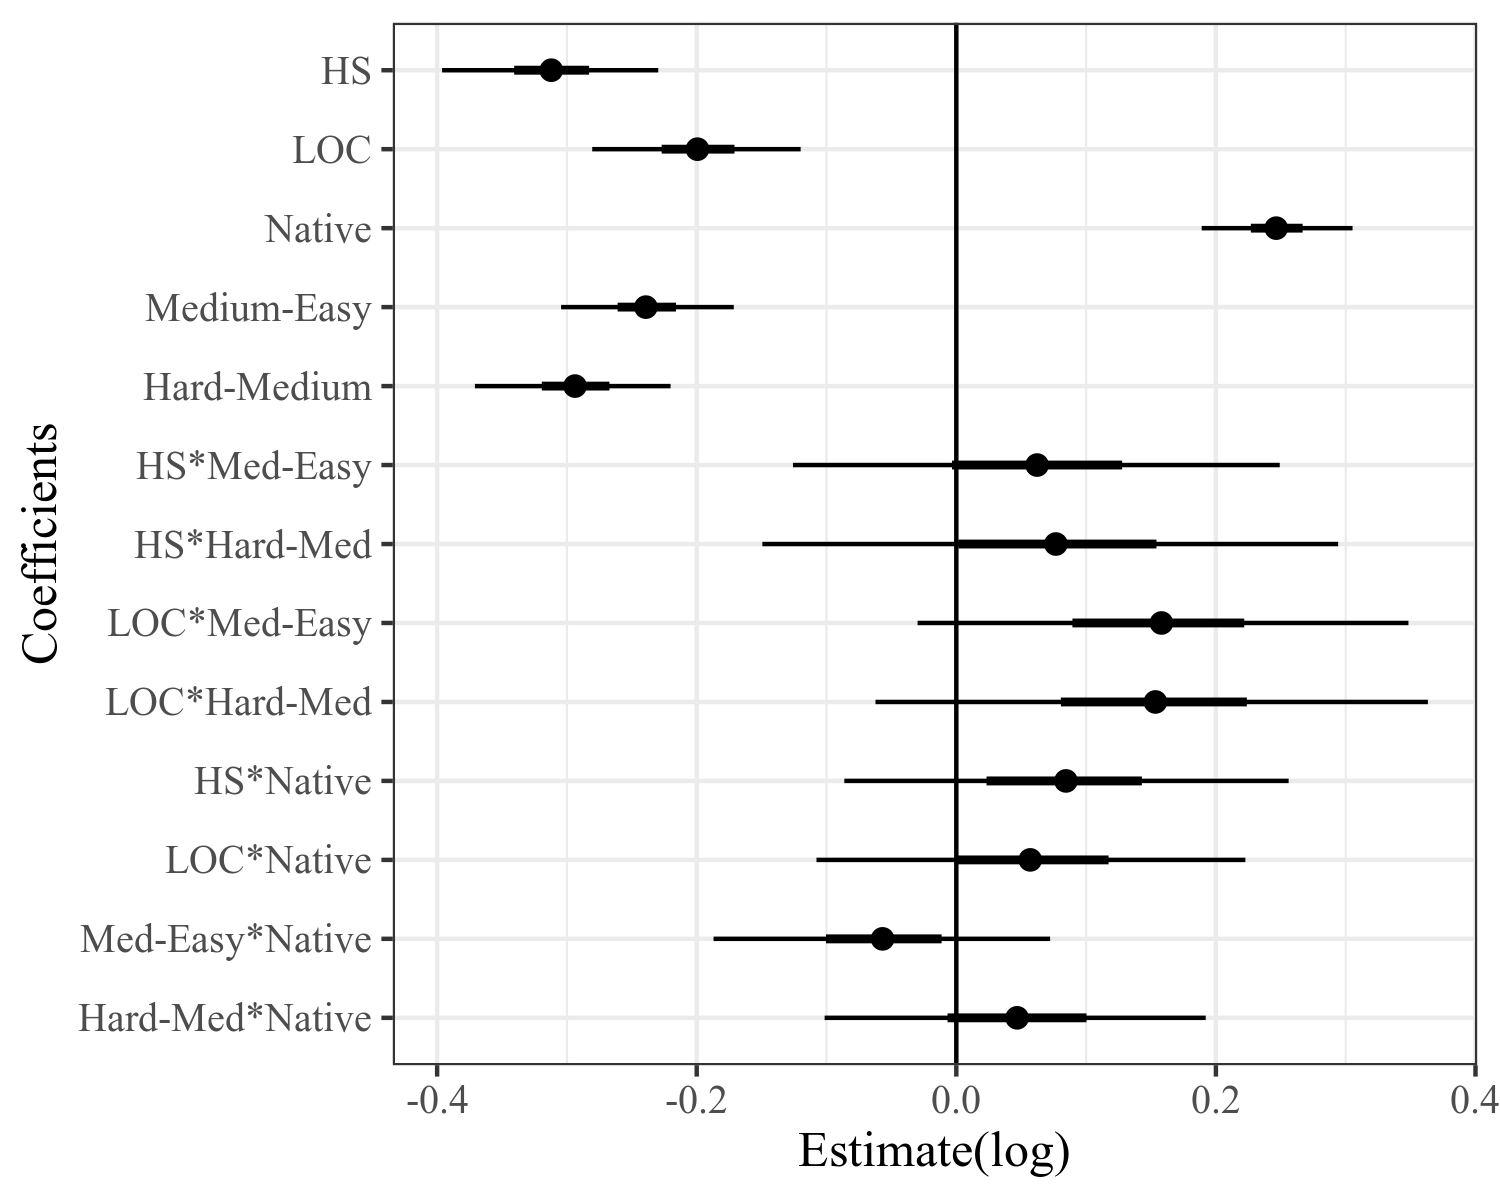 HS
LOC
Native
Medium-Easy
Hard-Medium
HS*Med-Easy
HS*Hard-Med
LOC*Med-Easy
LOC*Hard-Med
HS*Native
LOC*Native
Med-Easy*Native
Hard-Med*Native
Coefficients
-0.4 -0.2 0.0 0.2 0.4
Estimate(log)